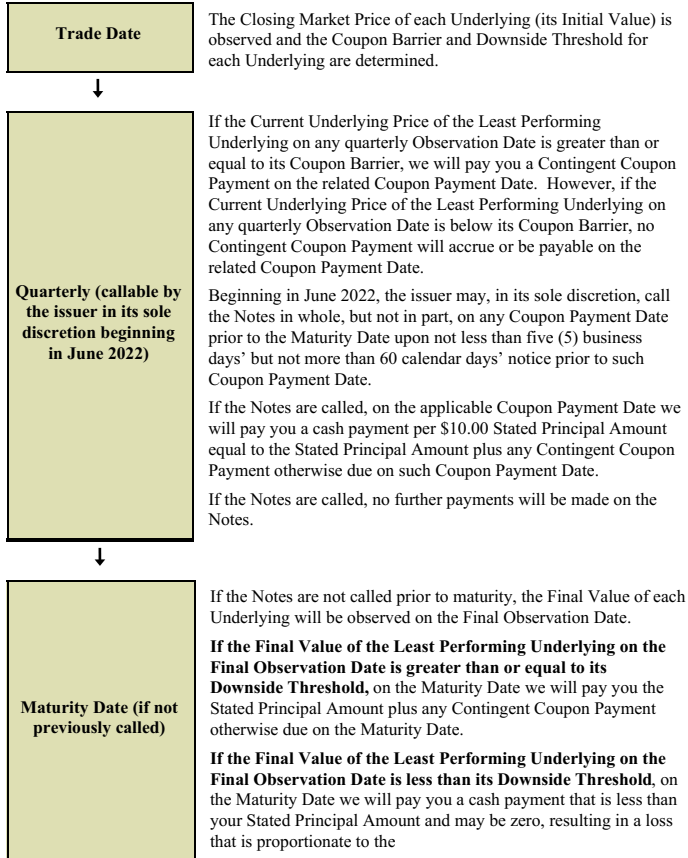 Trade Date
The Closing Market Price of each Underlying (its Initial Value) is
observed and the Coupon Barrier and Downside Threshold for
each Underlying are determined.
Quarterly (callable by
the issuer in its sole
discretion beginning
in June 2022)
If the Current Underlying Price of the Least Performing
Underlying on any quarterly Observation Date is greater than or
equal to its Coupon Barrier, we will pay you a Contingent Coupon
Payment on the related Coupon Payment Date.  However, if the
Current Underlying Price of the Least Performing Underlying on
any quarterly Observation Date is below its Coupon Barrier, no
Contingent Coupon Payment will accrue or be payable on the
related Coupon Payment Date.
Beginning in June 2022, the issuer may, in its sole discretion, call
the Notes in whole, but not in part, on any Coupon Payment Date
prior to the Maturity Date upon not less than five (5) business
days’ but not more than 60 calendar days’ notice prior to such
Coupon Payment Date.
If the Notes are called, on the applicable Coupon Payment Date we
will pay you a cash payment per $10.00 Stated Principal Amount
equal to the Stated Principal Amount plus any Contingent Coupon
Payment otherwise due on such Coupon Payment Date.
If the Notes are called, no further payments will be made on the
Notes.
Maturity Date (if not
previously called)
If the Notes are not called prior to maturity, the Final Value of each
Underlying will be observed on the Final Observation Date.
If the Final Value of the Least Performing Underlying on the
Final Observation Date is greater than or equal to its
Downside Threshold, on the Maturity Date we will pay you the
Stated Principal Amount plus any Contingent Coupon Payment
otherwise due on the Maturity Date.
If the Final Value of the Least Performing Underlying on the
Final Observation Date is less than its Downside Threshold, on
the Maturity Date we will pay you a cash payment that is less than
your Stated Principal Amount and may be zero, resulting in a loss
that is proportionate to the